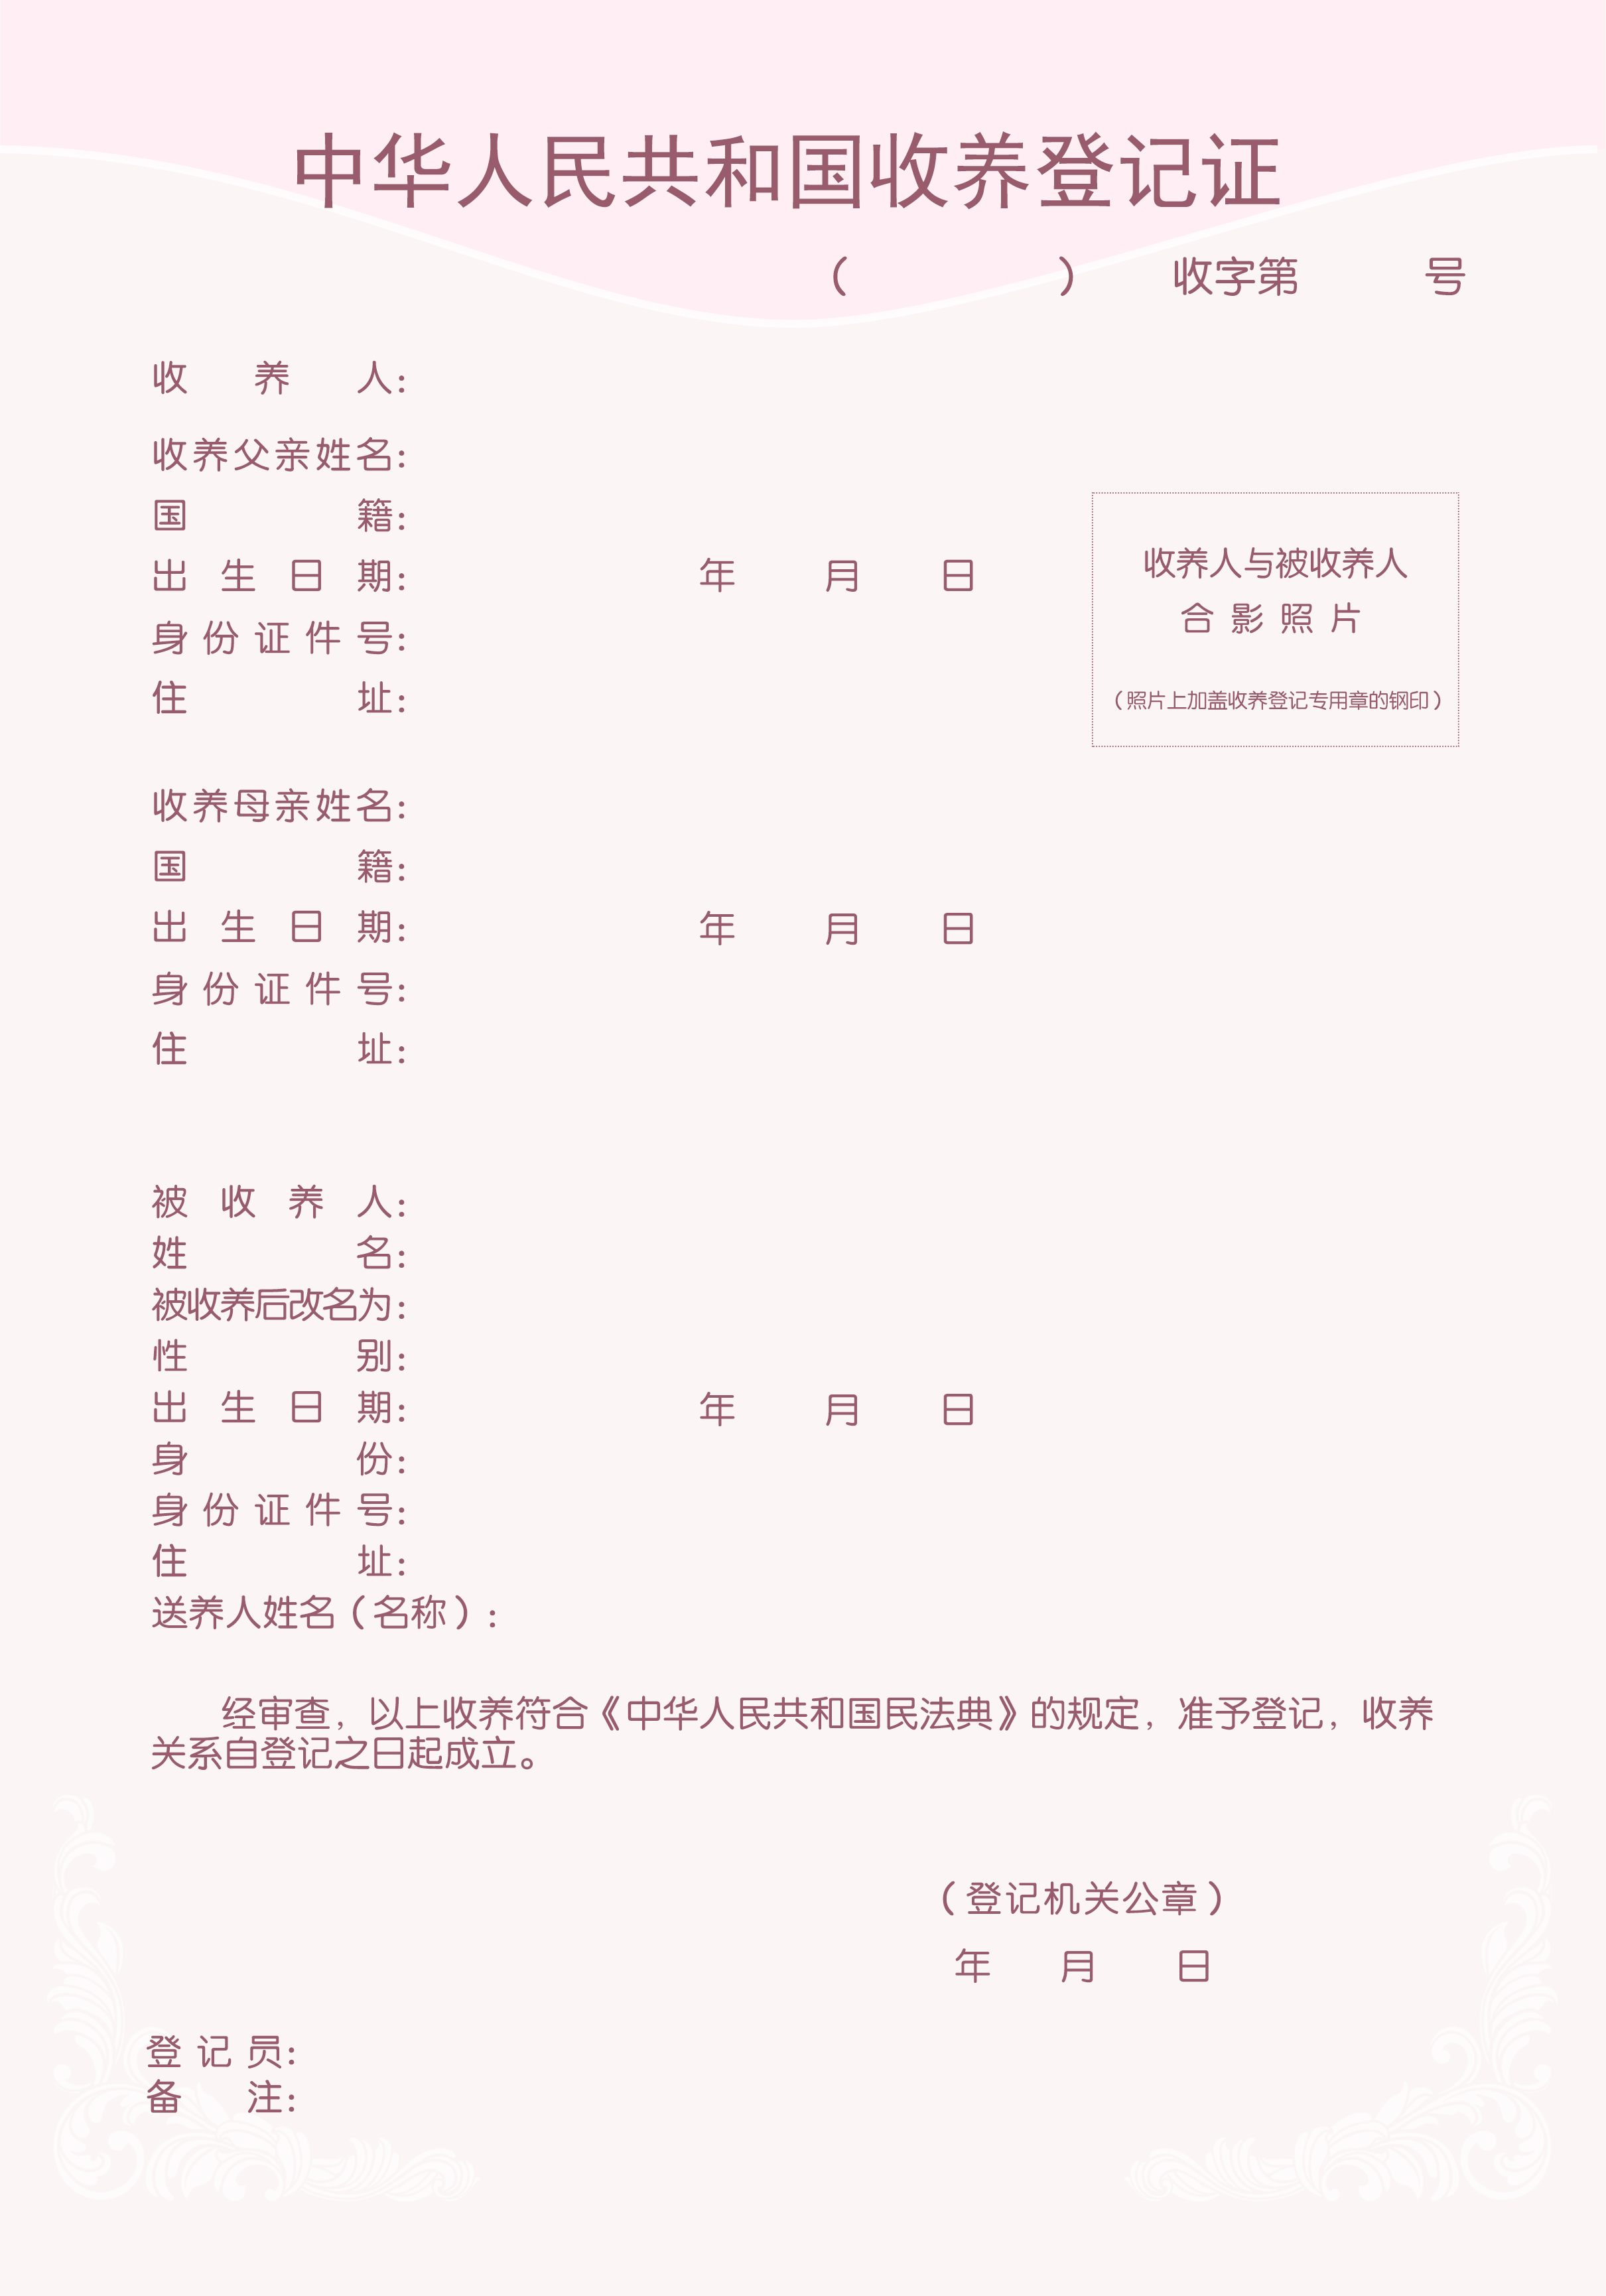 中华人民共和国收养登记证
（　　　　　）　　收字第　　　号
收养人：
收养父亲姓名：
国籍：
出生日期：　　　　年　　月　　日
身份证件号：
住址：
收养人与被收养人
合影照片
（照片上加盖收养登记专用章的钢印）
收养母亲姓名：
国籍：
出生日期：　　　　年　　月　　日
身份证件号：
住址：
被收养人：
姓名：
被收养后改名为：
性别：
出生日期：　　　　年　　月　　日
身份：
身份证件号：
住址：
送养人姓名（名称）：
经审查，以上收养符合《中华人民共和国民法典》的规定，准予登记，收养
关系自登记之日起成立。
（登记机关公章）
年　　月　　日
登记员：
备注：